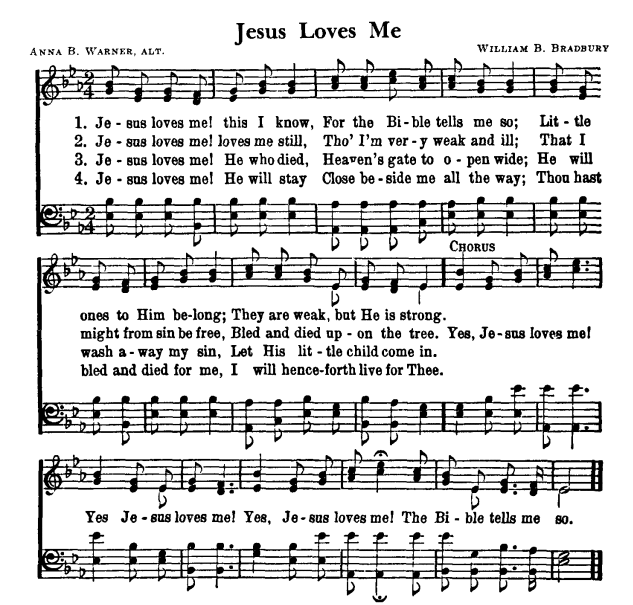 Jesus Loves Me
ANNA B. WARNER, ALT.
WILLIAM B. BRADBURY
1. Je - sus loves me! this I know, For the Bi - ble tells me so; Lit - tle
2. Je - sus loves me! loves me still, Tho' I'm ver - y weak and ill; That I
3. Je - sus loves me! He who died, Heaven's gate to o - pen wide; He will
4. Je - sus loves me! He will stay Close be - side me all the way; Thou hast
CHORUS
ones to Him be-long; They are weak, but He is strong.
might from sin be free, Bled and died up - on the tree. Yes, Je - sus loves me!
wash a - way my sin, Let His lit - tle child come in.
bled and died for me, I will hence-forth live for Thee.
Yes Je - sus loves me! Yes, Je - sus loves me! The Bi - ble tells me so.